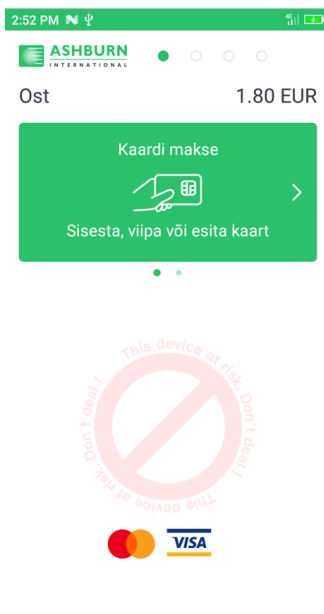 2:52 PM
4G
ASHBURN
INTERNATIONAL
Ost 1.80 EUR
Kaardi makse
Sisesta, viipa või esita kaart
This device at risk. Don't deal !
This device at risk. Don't deal !
VISA